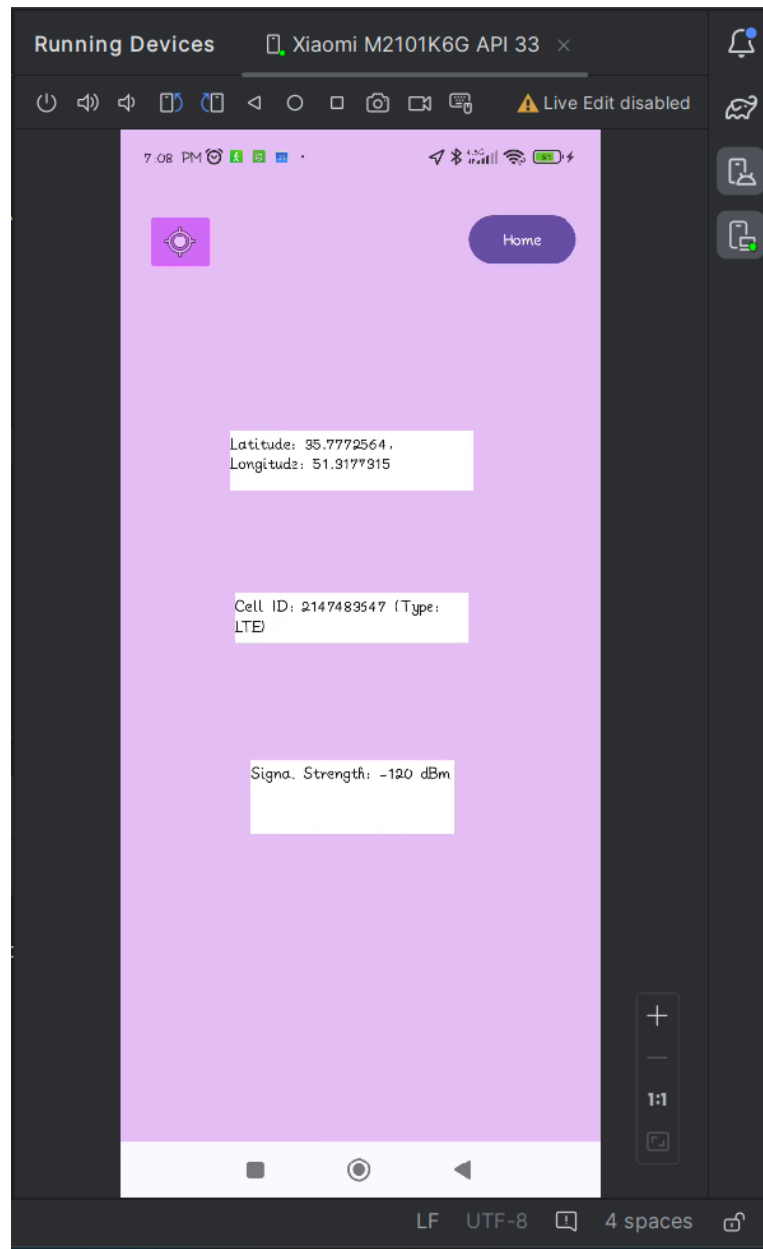 Running Devices
Xiaomi M2101K6G API 33
Live Edit disabled
7:08 PM
Home
Latitude: 35.7772564,
Longitude: 51.3177315
Cell ID: 2147483547 (Type:
LTE)
Signa. Strength: -120 dBm
1:1
LF UTF-8 4 spaces